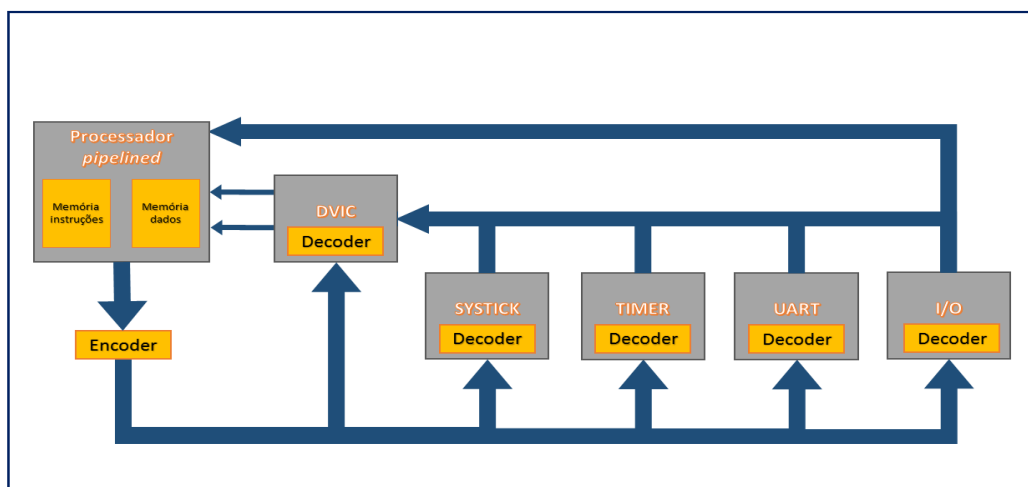 Processador
pipelined
Memória
instruções
Memória
dados
DVIC
Decoder
SYSTICK
Decoder
TIMER
Decoder
UART
Decoder
I/O
Decoder
Encoder